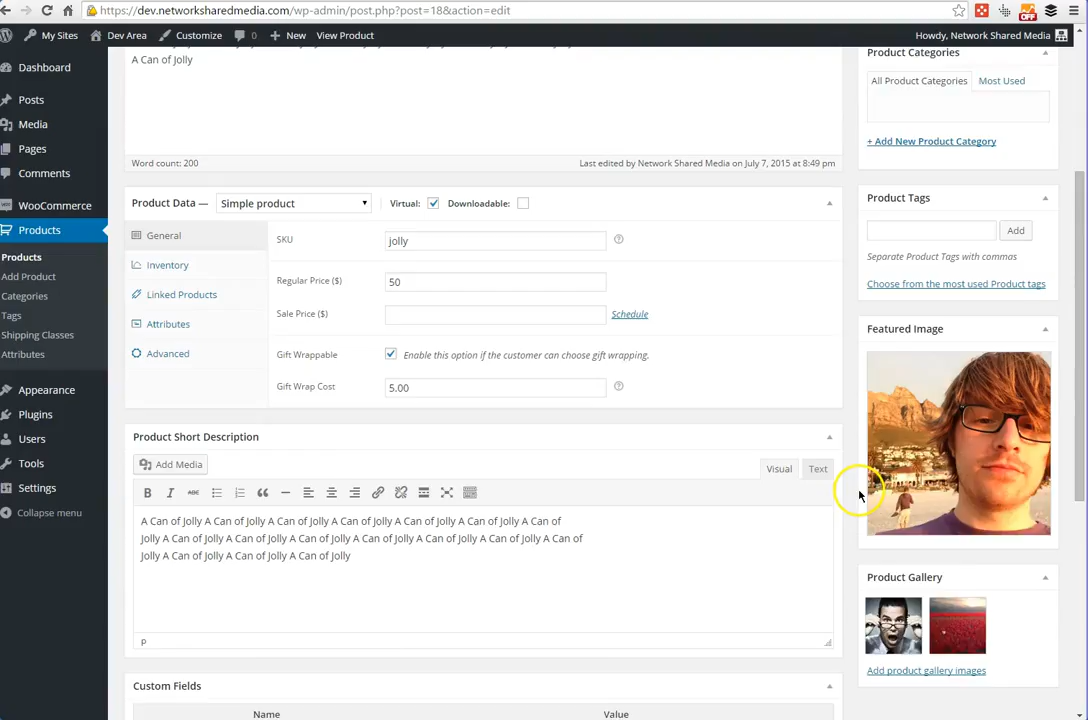 https://dev.networksharedmedia.com/wp-admin/post.php?post=18&action=edit
OFF
My Sites
Dev Area
Customize
0
New
View Product
Howdy, Network Shared Media
Dashboard
Posts
Media
Pages
Comments
WooCommerce
Products
Products
Add Product
Categories
Tags
Shipping Classes
Attributes
Appearance
Plugins
Users
Tools
Settings
Collapse menu
A Can of Jolly
Word count: 200
Last edited by Network Shared Media on July 7, 2015 at 8:49 pm
Product Data —
Simple product
Virtual:
Downloadable:
General
Inventory
Linked Products
Attributes
Advanced
SKU
jolly
Regular Price ($)
50
Sale Price ($)
Schedule
Gift Wrappable
Enable this option if the customer can choose gift wrapping.
Gift Wrap Cost
5.00
Product Short Description
Add Media
Visual
Text
B I ABC
A Can of Jolly A Can of Jolly A Can of Jolly A Can of Jolly A Can of Jolly A Can of Jolly A Can of
Jolly A Can of Jolly A Can of Jolly A Can of Jolly A Can of Jolly A Can of Jolly A Can of Jolly A Can of
Jolly A Can of Jolly A Can of Jolly A Can of Jolly
p
Custom Fields
Name
Value
Product Categories
All Product Categories
Most Used
+ Add New Product Category
Product Tags
Add
Separate Product Tags with commas
Choose from the most used Product tags
Featured Image
Product Gallery
Add product gallery images